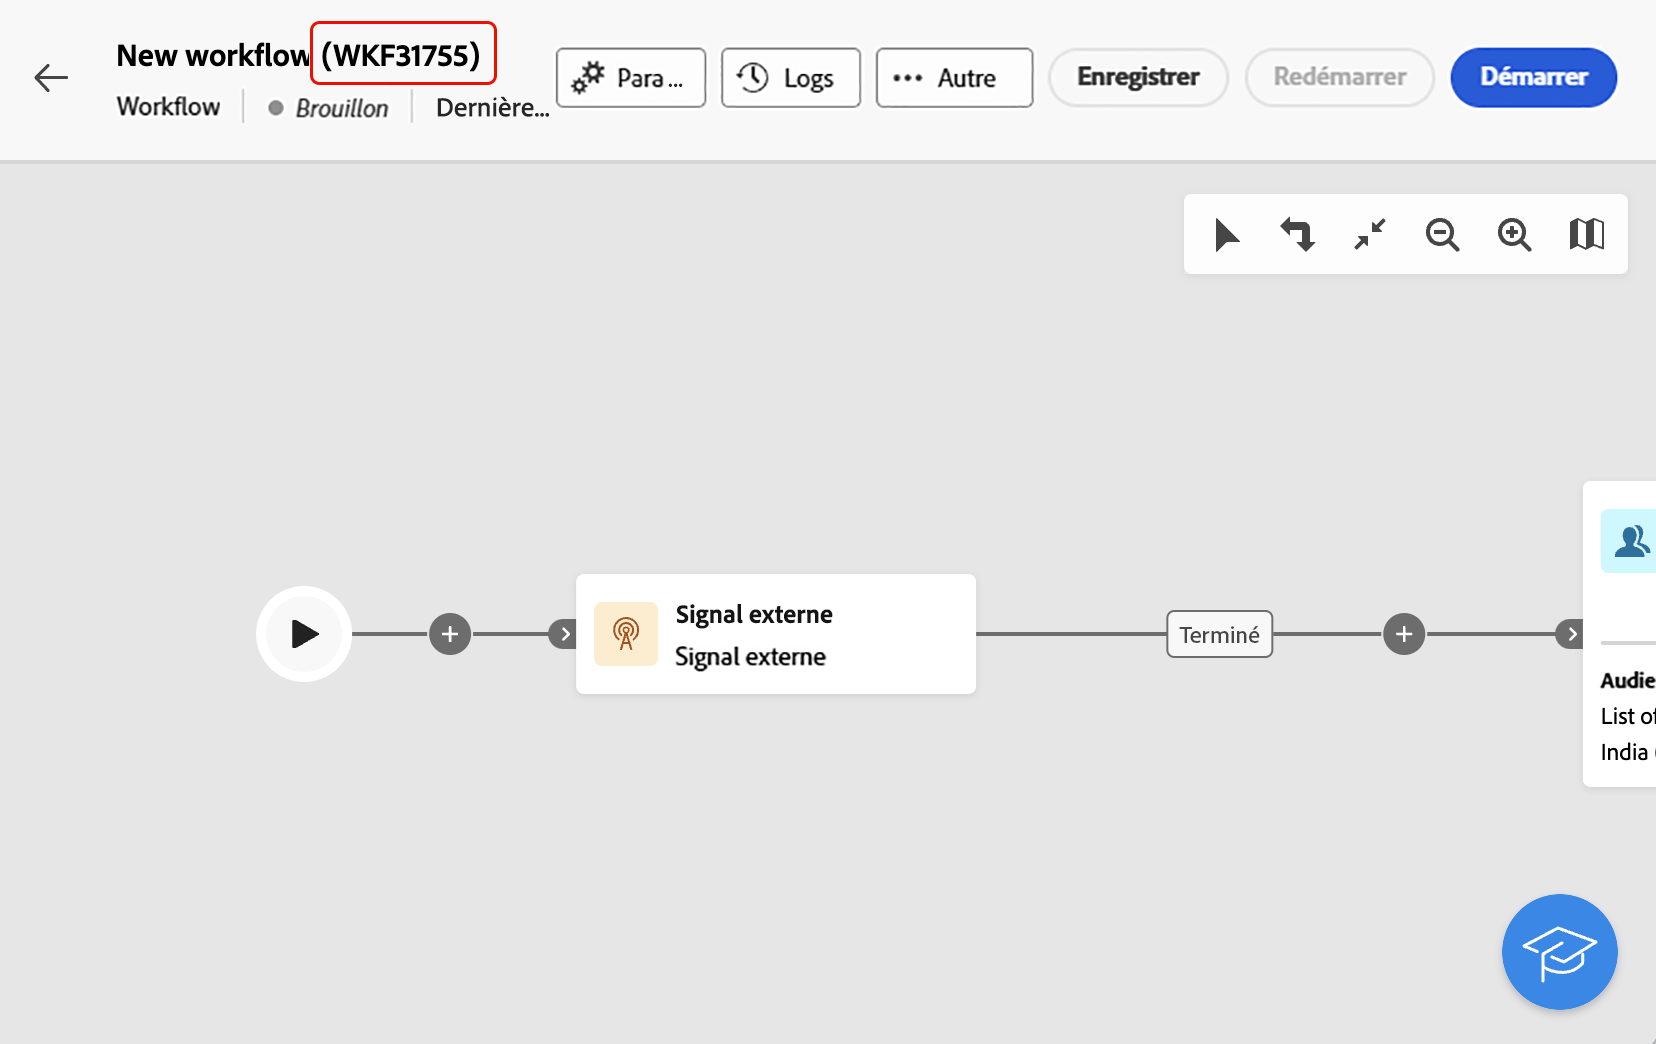 New workflow (WKF31755)
Workflow
Brouillon
Dernière...
Para ...
Logs
Autre
Enregistrer
Redémarrer
Démarrer
Signal externe
Signal externe
Terminé
Audie
List of
India